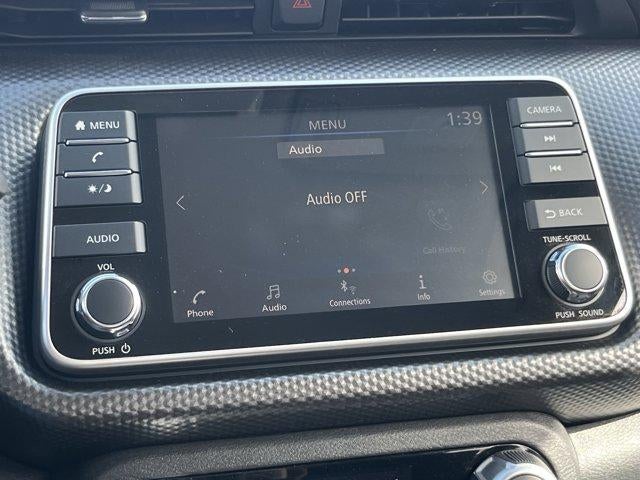 MENU
AUDIO
VOL
PUSH
MENU
1:39
Audio
Audio OFF
Call History
Phone
Audio
Connections
Info
Settings
CAMERA
BACK
TUNE-SCROLL
PUSH SOUND